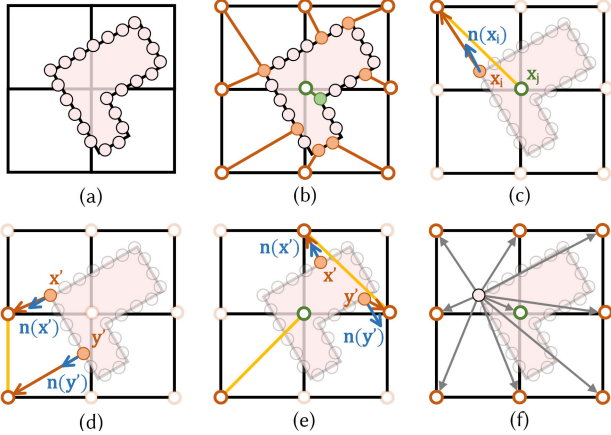 n(xᵢ)
xᵢ
xⱼ
(a)
(b)
(c)
x'
n(x')
y'
n(y')
n(x')
x'
y'
n(y')
(d)
(e)
(f)